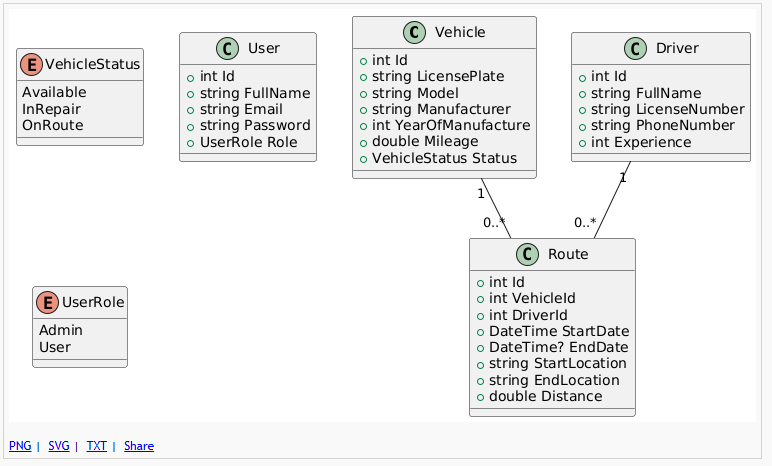 E VehicleStatus
Available
InRepair
OnRoute
C User
int Id
string FullName
string Email
string Password
UserRole Role
C Vehicle
int Id
string LicensePlate
string Model
string Manufacturer
int YearOfManufacture
double Mileage
VehicleStatus Status
C Driver
int Id
string FullName
string LicenseNumber
string PhoneNumber
int Experience
1
0..*
1
0..*
E UserRole
Admin
User
C Route
int Id
int VehicleId
int DriverId
DateTime StartDate
DateTime? EndDate
string StartLocation
string EndLocation
double Distance
PNG | SVG | TXT | Share